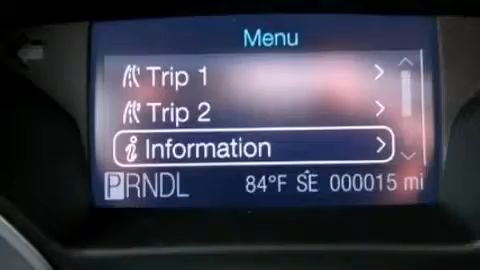 Menu
Trip 1
Trip 2
Information
PRNDL 84°F SE 000015 mi